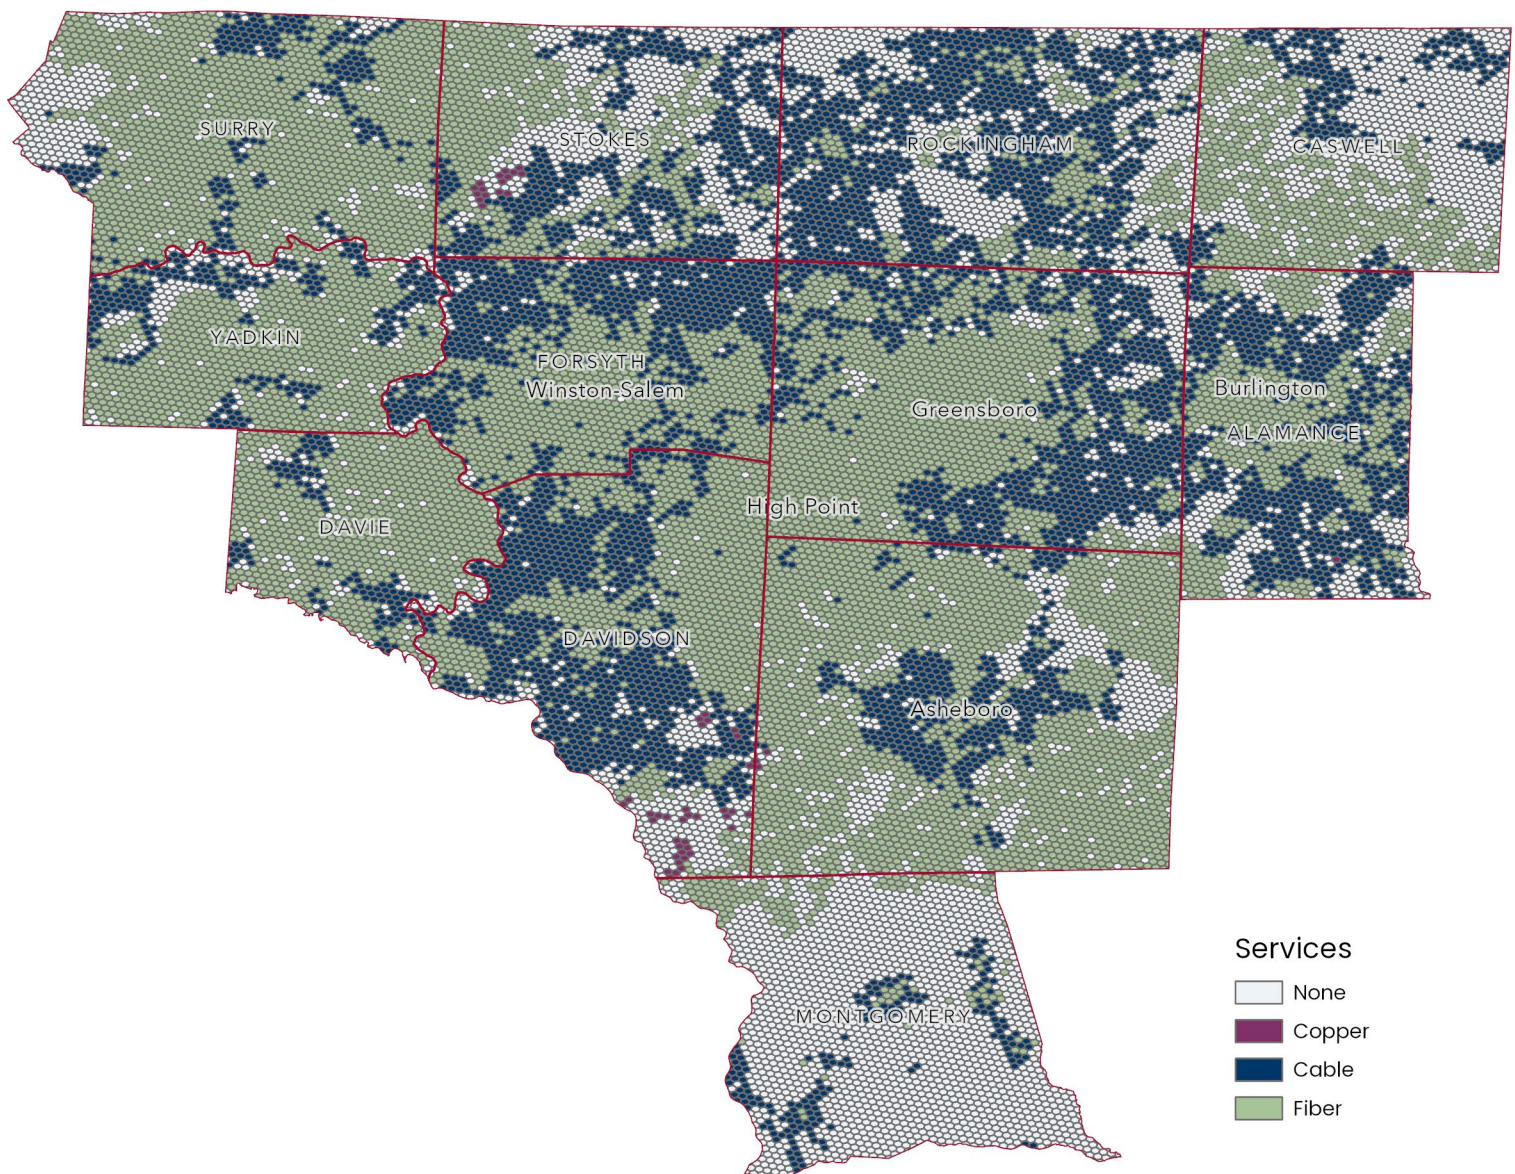 SURRY
STOKES
ROCKINGHAM
CASWELL
YADKIN
FORSYTH
Winston-Salem
Greensboro
Burlington
ALAMANCE
High Point
DAVIE
DAVIDSON
Asheboro
MONTGOMERY
Services
None
Copper
Cable
Fiber